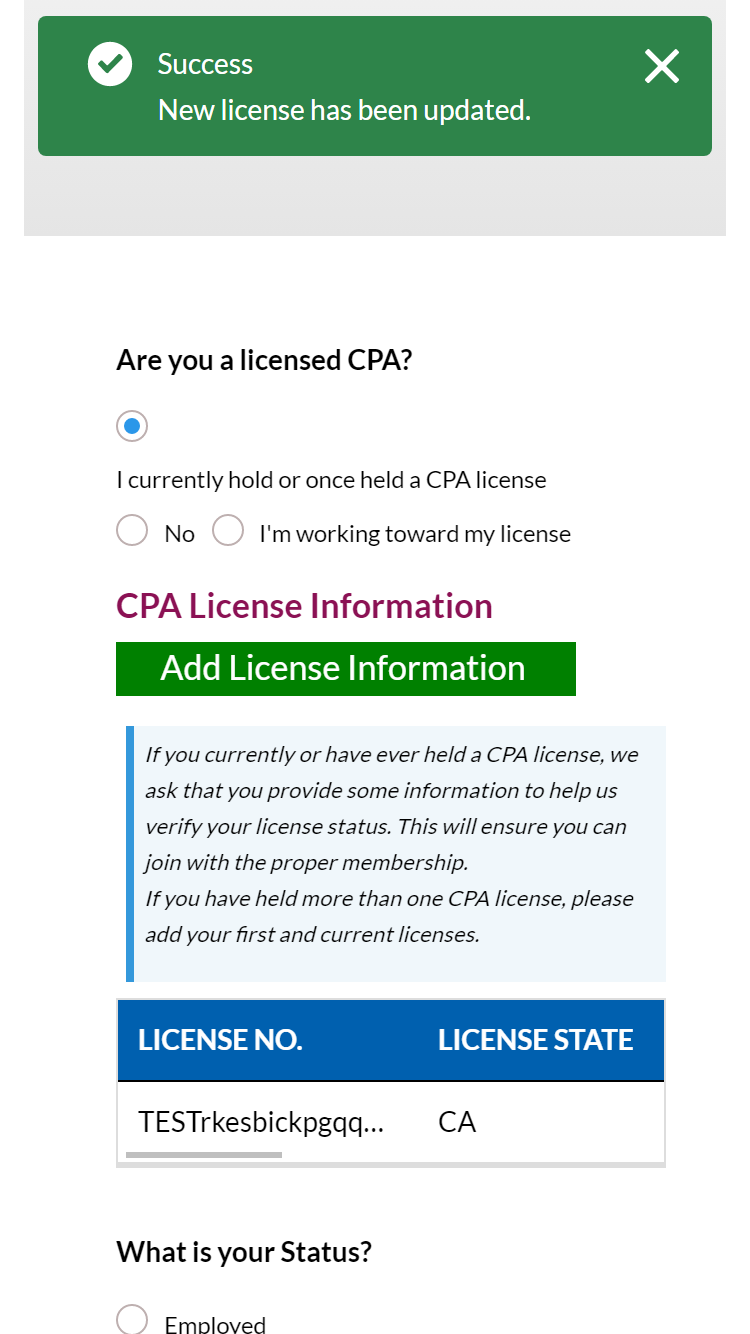 Success
New license has been updated.
Are you a licensed CPA?
I currently hold or once held a CPA license
No I'm working toward my license
CPA License Information
Add License Information
If you currently or have ever held a CPA license, we
ask that you provide some information to help us
verify your license status. This will ensure you can
join with the proper membership.
If you have held more than one CPA license, please
add your first and current licenses.
LICENSE NO. LICENSE STATE
TESTrkesbickpgqq... CA
What is your Status?
Employed